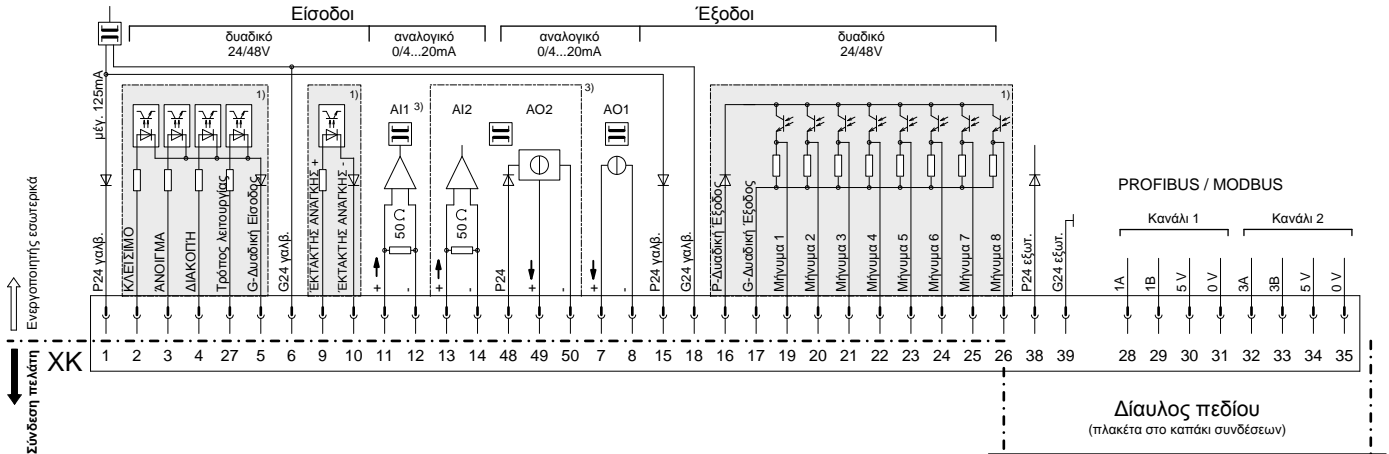 Είσοδοι
Έξοδοι
δυαδικό
24/48V
αναλογικό
0/4...20mA
αναλογικό
0/4...20mA
δυαδικό
24/48V
μέγ. 125mA
1)
1)
AI1 3)
AI2
AO2
3)
AO1
1)
50Ω
50Ω
P24 γαλβ.
ΚΛΕΙΣΙΜΟ
ΆΝΟΙΓΜΑ
ΔΙΑΚΟΠΗ
Τρόπος λειτουργίας
G-Δυαδική Είσοδος
G24 γαλβ.
ΈΚΤΑΚΤΗΣ ΑΝΑΓΚΗΣ +
ΈΚΤΑΚΤΗΣ ΑΝΑΓΚΗΣ -
+
-
+
-
P24
+
-
+
-
P24 γαλβ.
G24 γαλβ.
P-Δυαδική Έξοδος
G-Δυαδική Έξοδος
Μήνυμα 1
Μήνυμα 2
Μήνυμα 3
Μήνυμα 4
Μήνυμα 5
Μήνυμα 6
Μήνυμα 7
Μήνυμα 8
P24 εξωτ.
G24 εξωτ.
PROFIBUS / MODBUS
Κανάλι 1
Κανάλι 2
1A
1B
5 V
0 V
3A
3B
5 V
0 V
Ενεργοποιητής εσωτερικά
Σύνδεση πελάτη
XK 1 2 3 4 27 5 6 9 10 11 12 13 14 48 49 50 7 8 15 18 16 17 19 20 21 22 23 24 25 26 38 39 28 29 30 31 32 33 34 35
Δίαυλος πεδίου
(πλακέτα στο καπάκι συνδέσεων)